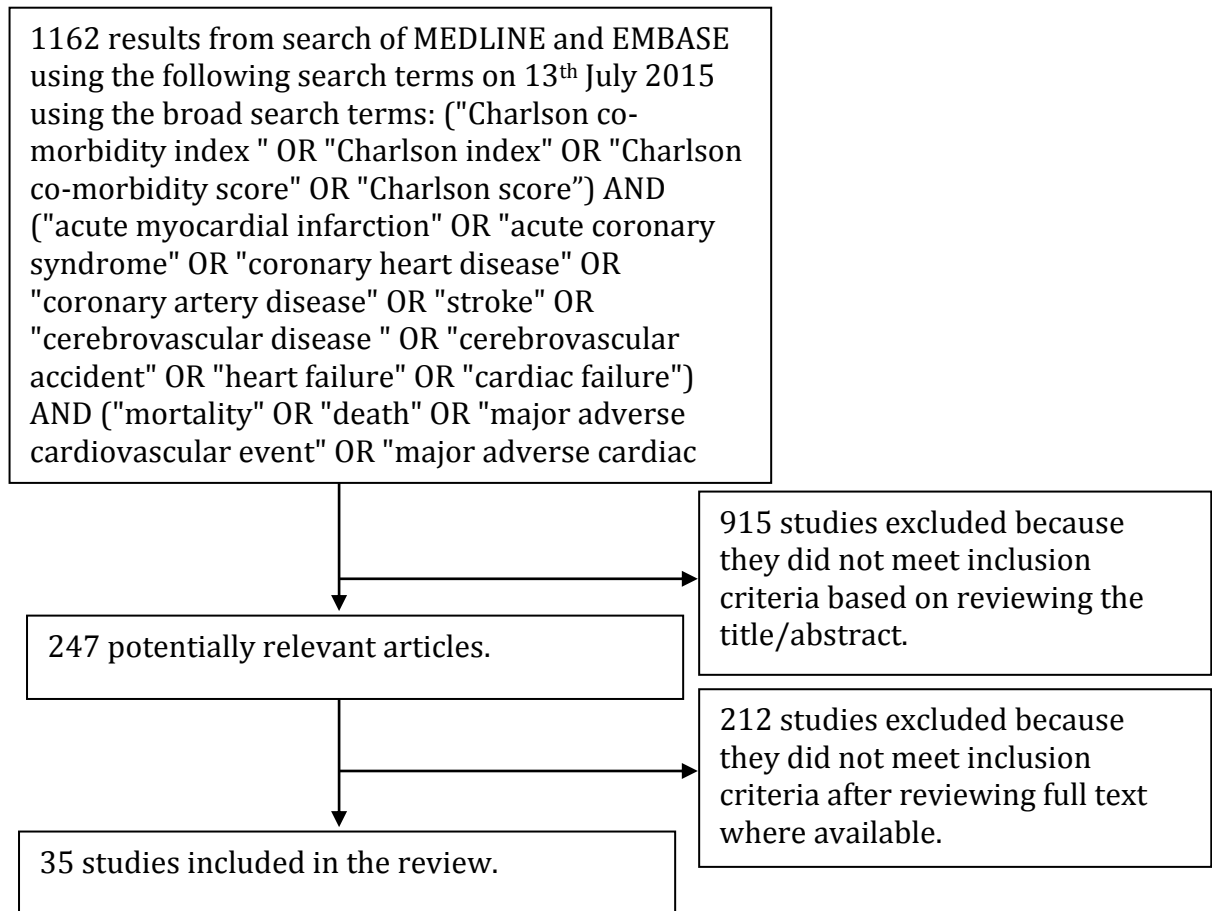 1162 results from search of MEDLINE and EMBASE
using the following search terms on 13th July 2015
using the broad search terms: ("Charlson co-
morbidity index " OR "Charlson index" OR "Charlson
co-morbidity score" OR "Charlson score”) AND
("acute myocardial infarction" OR "acute coronary
syndrome" OR "coronary heart disease" OR
"coronary artery disease" OR "stroke" OR
"cerebrovascular disease " OR "cerebrovascular
accident" OR "heart failure" OR "cardiac failure")
AND ("mortality" OR "death" OR "major adverse
cardiovascular event" OR "major adverse cardiac
915 studies excluded because
they did not meet inclusion
criteria based on reviewing the
title/abstract.
247 potentially relevant articles.
212 studies excluded because
they did not meet inclusion
criteria after reviewing full text
where available.
35 studies included in the review.